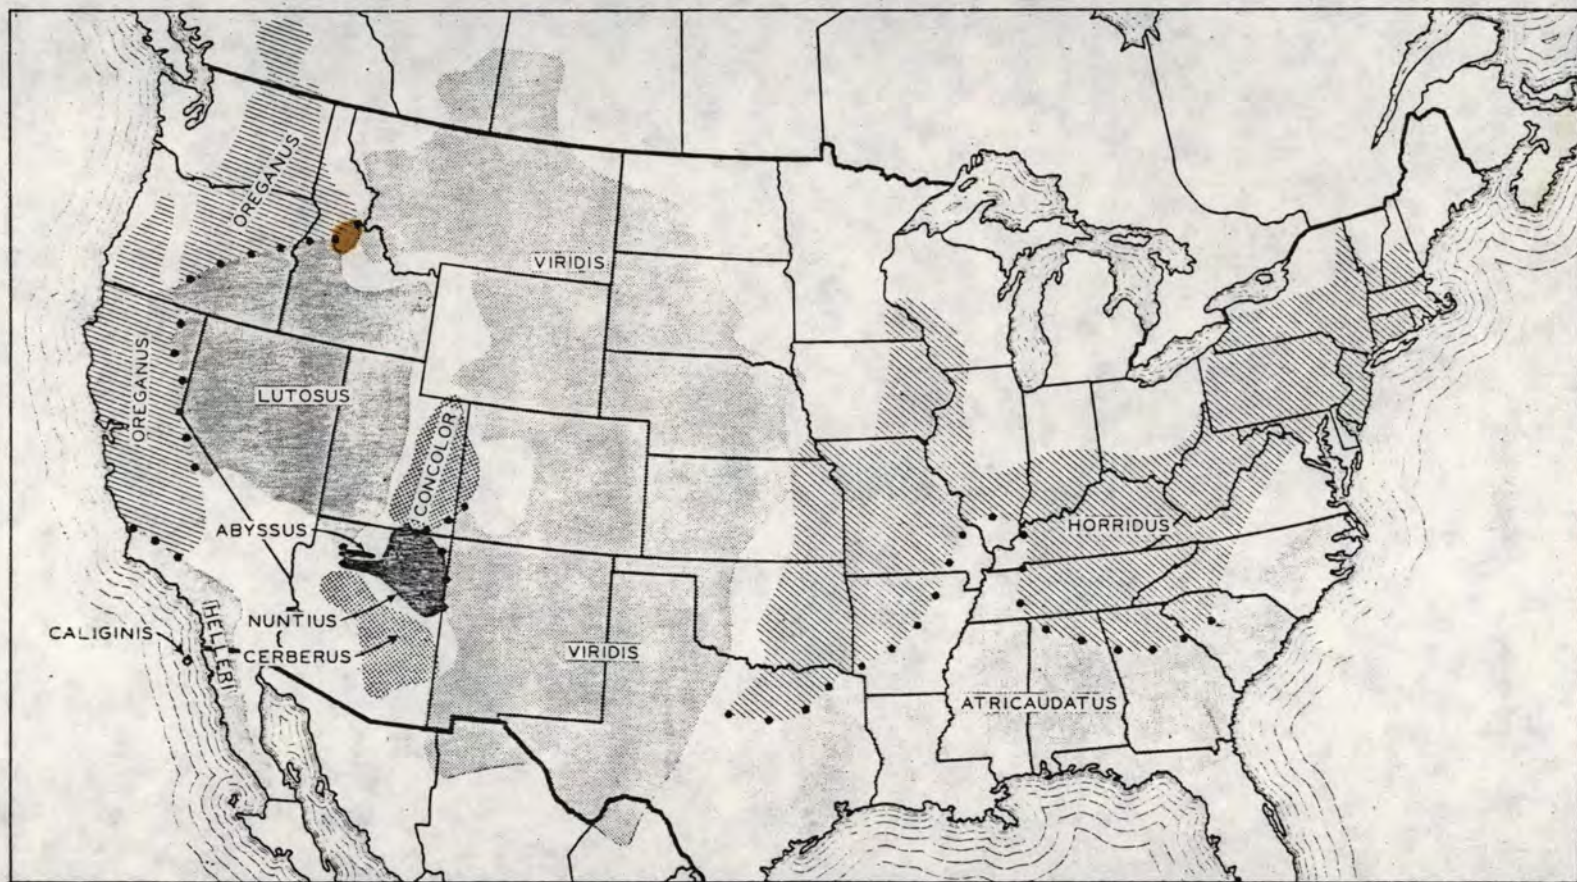 OREGANUS
VIRIDIS
OREGANUS
LUTOSUS
CONCOLOR
ABYSSUS
HORRIDUS
NUNTIUS
CALIGINIS
HELLERI
CERBERUS
VIRIDIS
ATRICAUDATUS